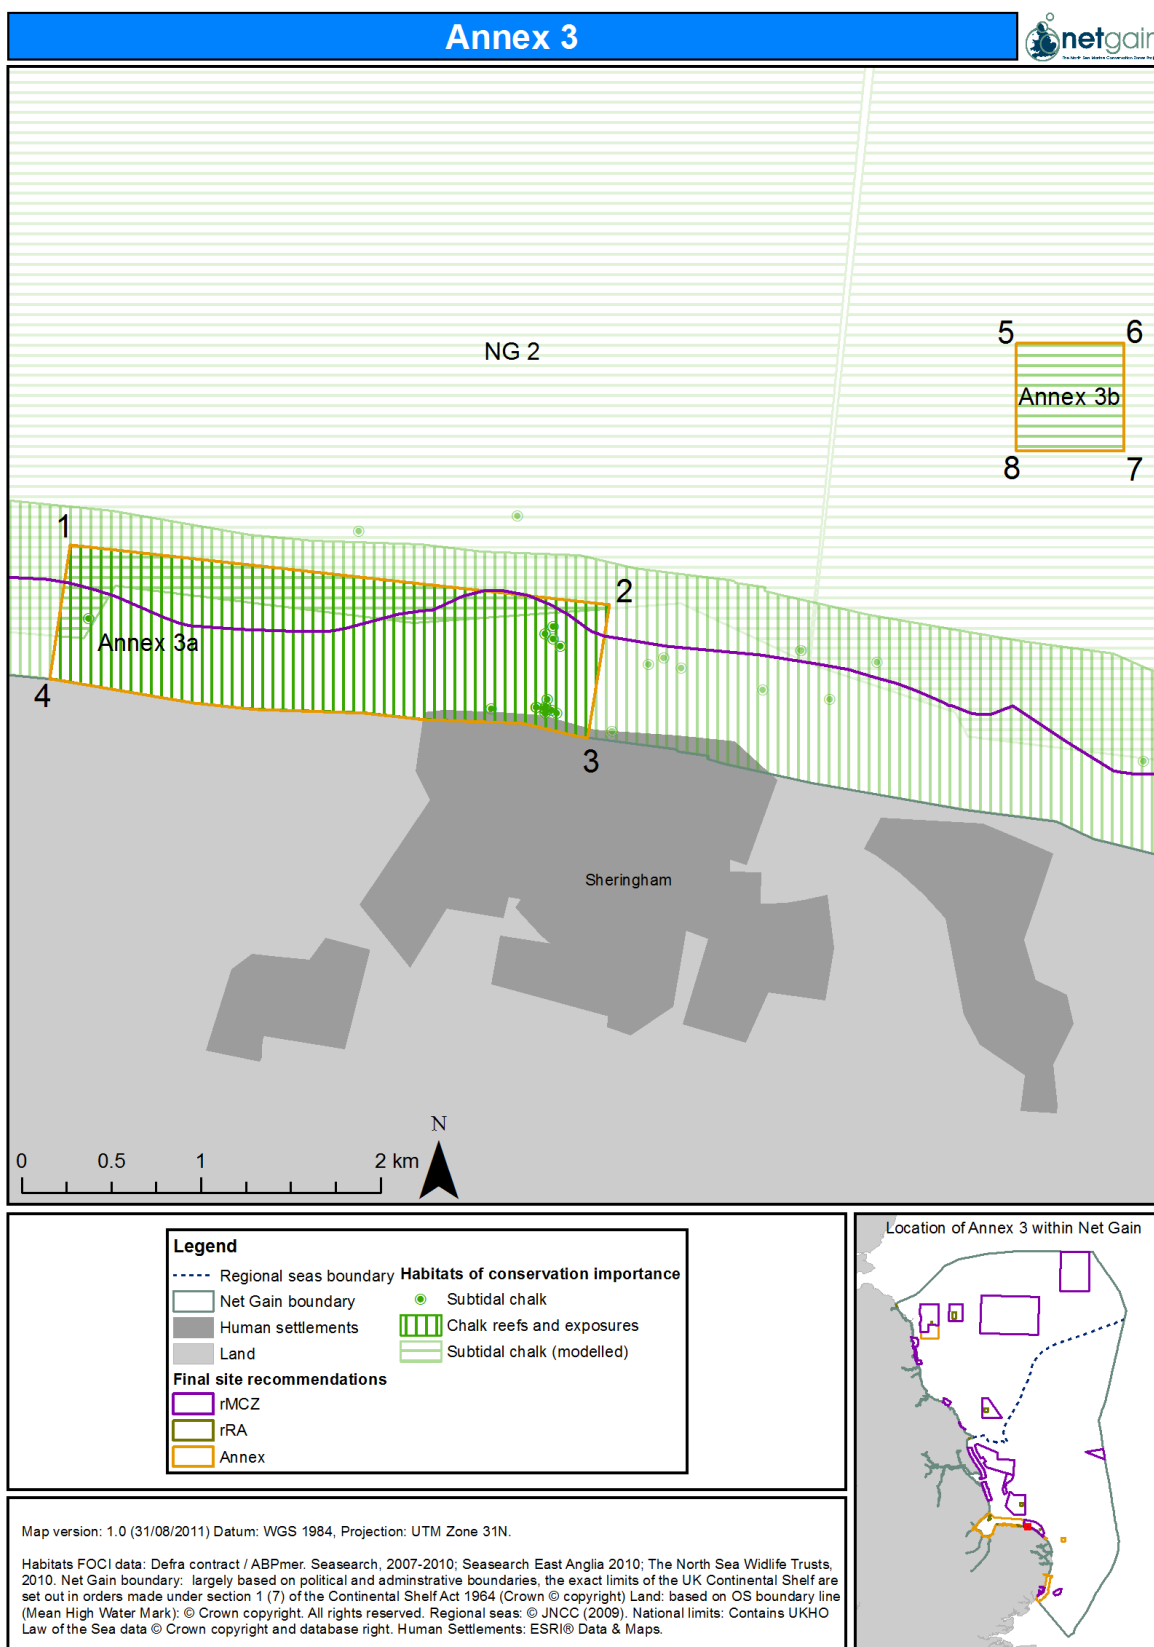 Annex 3
netgain
NG 2
5
6
Annex 3b
8
7
1
2
Annex 3a
4
3
Sheringham
N
0 0.5 1 2 km
Legend
Regional seas boundary
Net Gain boundary
Human settlements
Land
Final site recommendations
rMCZ
rRA
Annex
Habitats of conservation importance
Subtidal chalk
Chalk reefs and exposures
Subtidal chalk (modelled)
Location of Annex 3 within Net Gain
Map version: 1.0 (31/08/2011) Datum: WGS 1984, Projection: UTM Zone 31N.
Habitats FOCI data: Defra contract / ABPmer. Seasearch, 2007-2010; Seasearch East Anglia 2010; The North Sea Widlife Trusts,
2010. Net Gain boundary: largely based on political and adminstrative boundaries, the exact limits of the UK Continental Shelf are
set out in orders made under section 1 (7) of the Continental Shelf Act 1964 (Crown © copyright) Land: based on OS boundary line
(Mean High Water Mark): © Crown copyright. All rights reserved. Regional seas: © JNCC (2009). National limits: Contains UKHO
Law of the Sea data © Crown copyright and database right. Human Settlements: ESRI® Data & Maps.